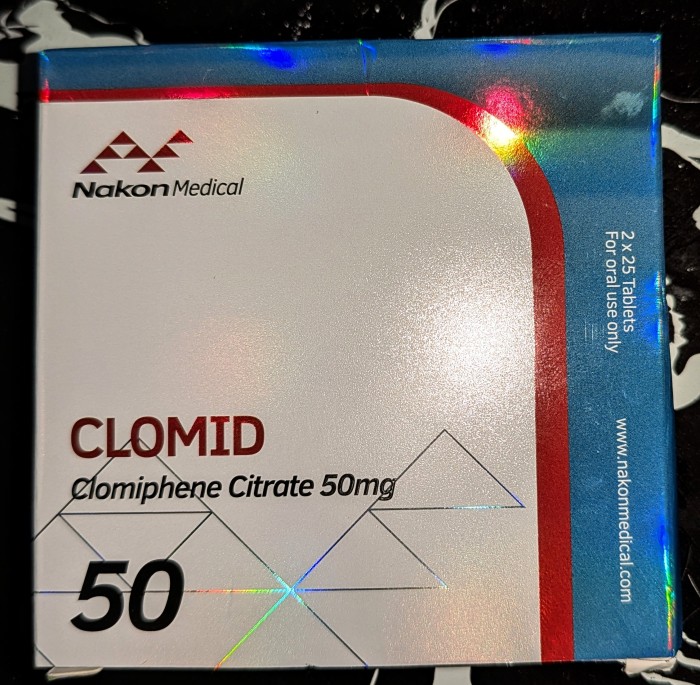 Nakon Medical
CLOMID
Clomiphene Citrate 50mg
50
2 x 25 Tablets
For oral use only
www.nakonmedical.com